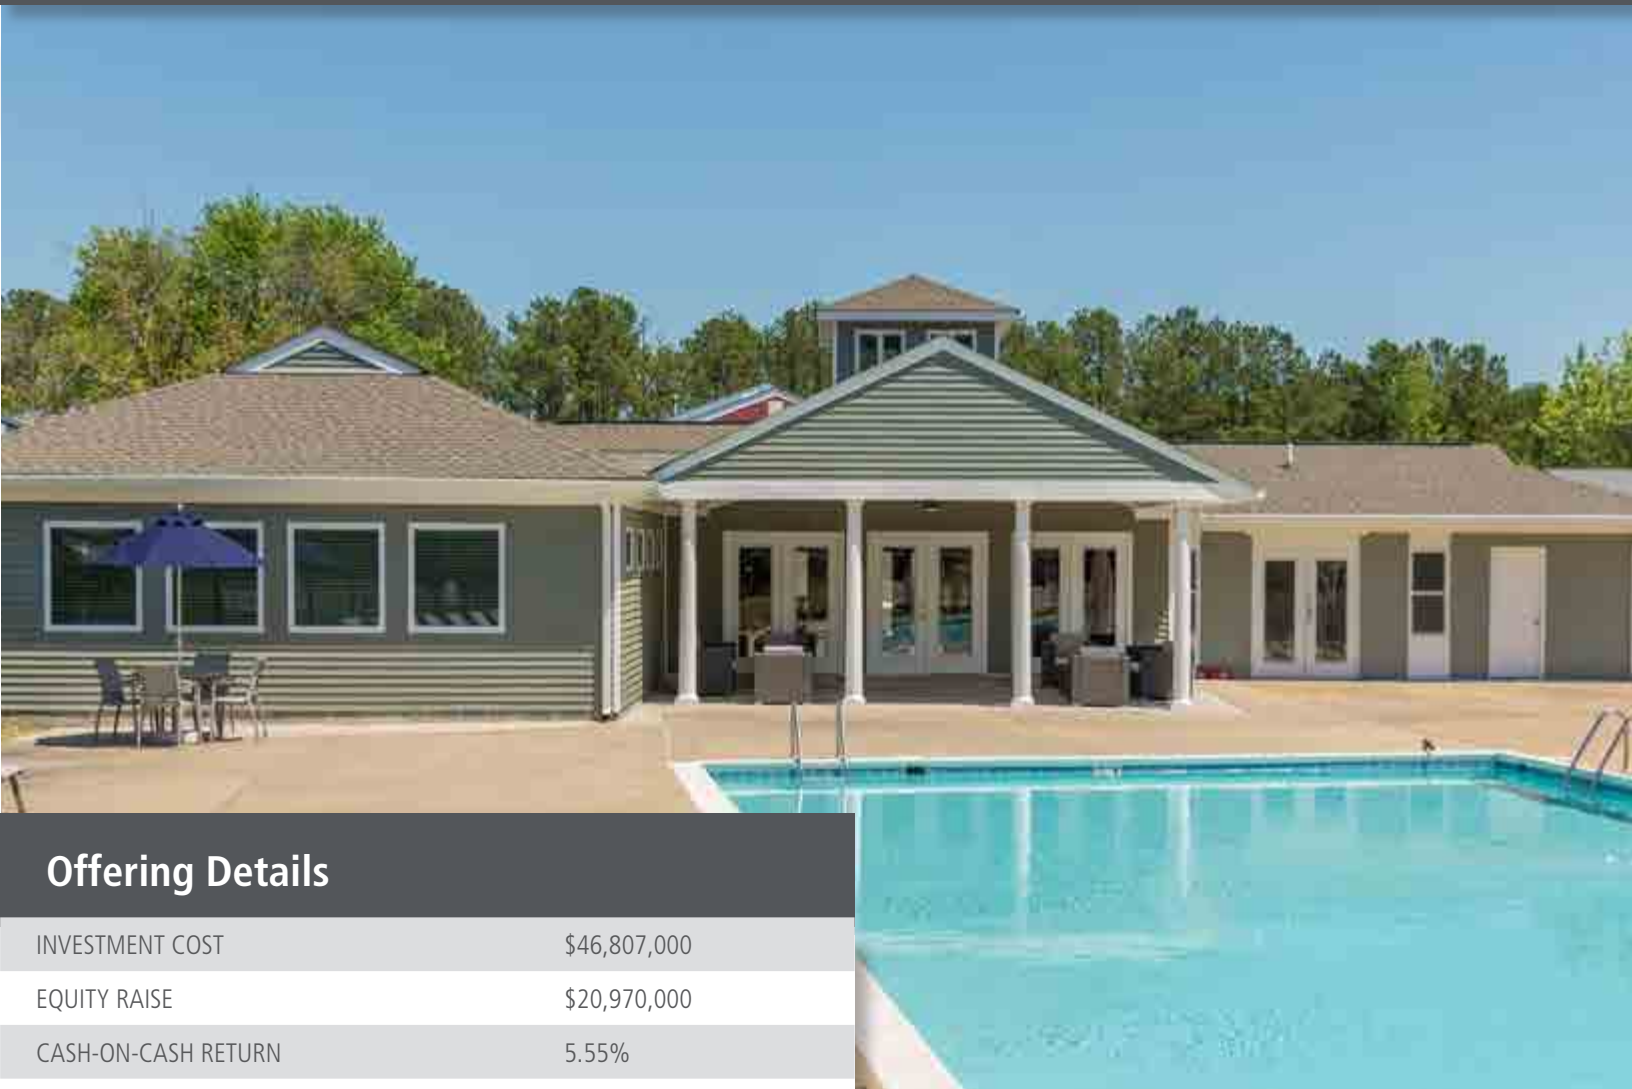 Offering Details
INVESTMENT COST $46,807,000
EQUITY RAISE $20,970,000
CASH-ON-CASH RETURN 5.55%